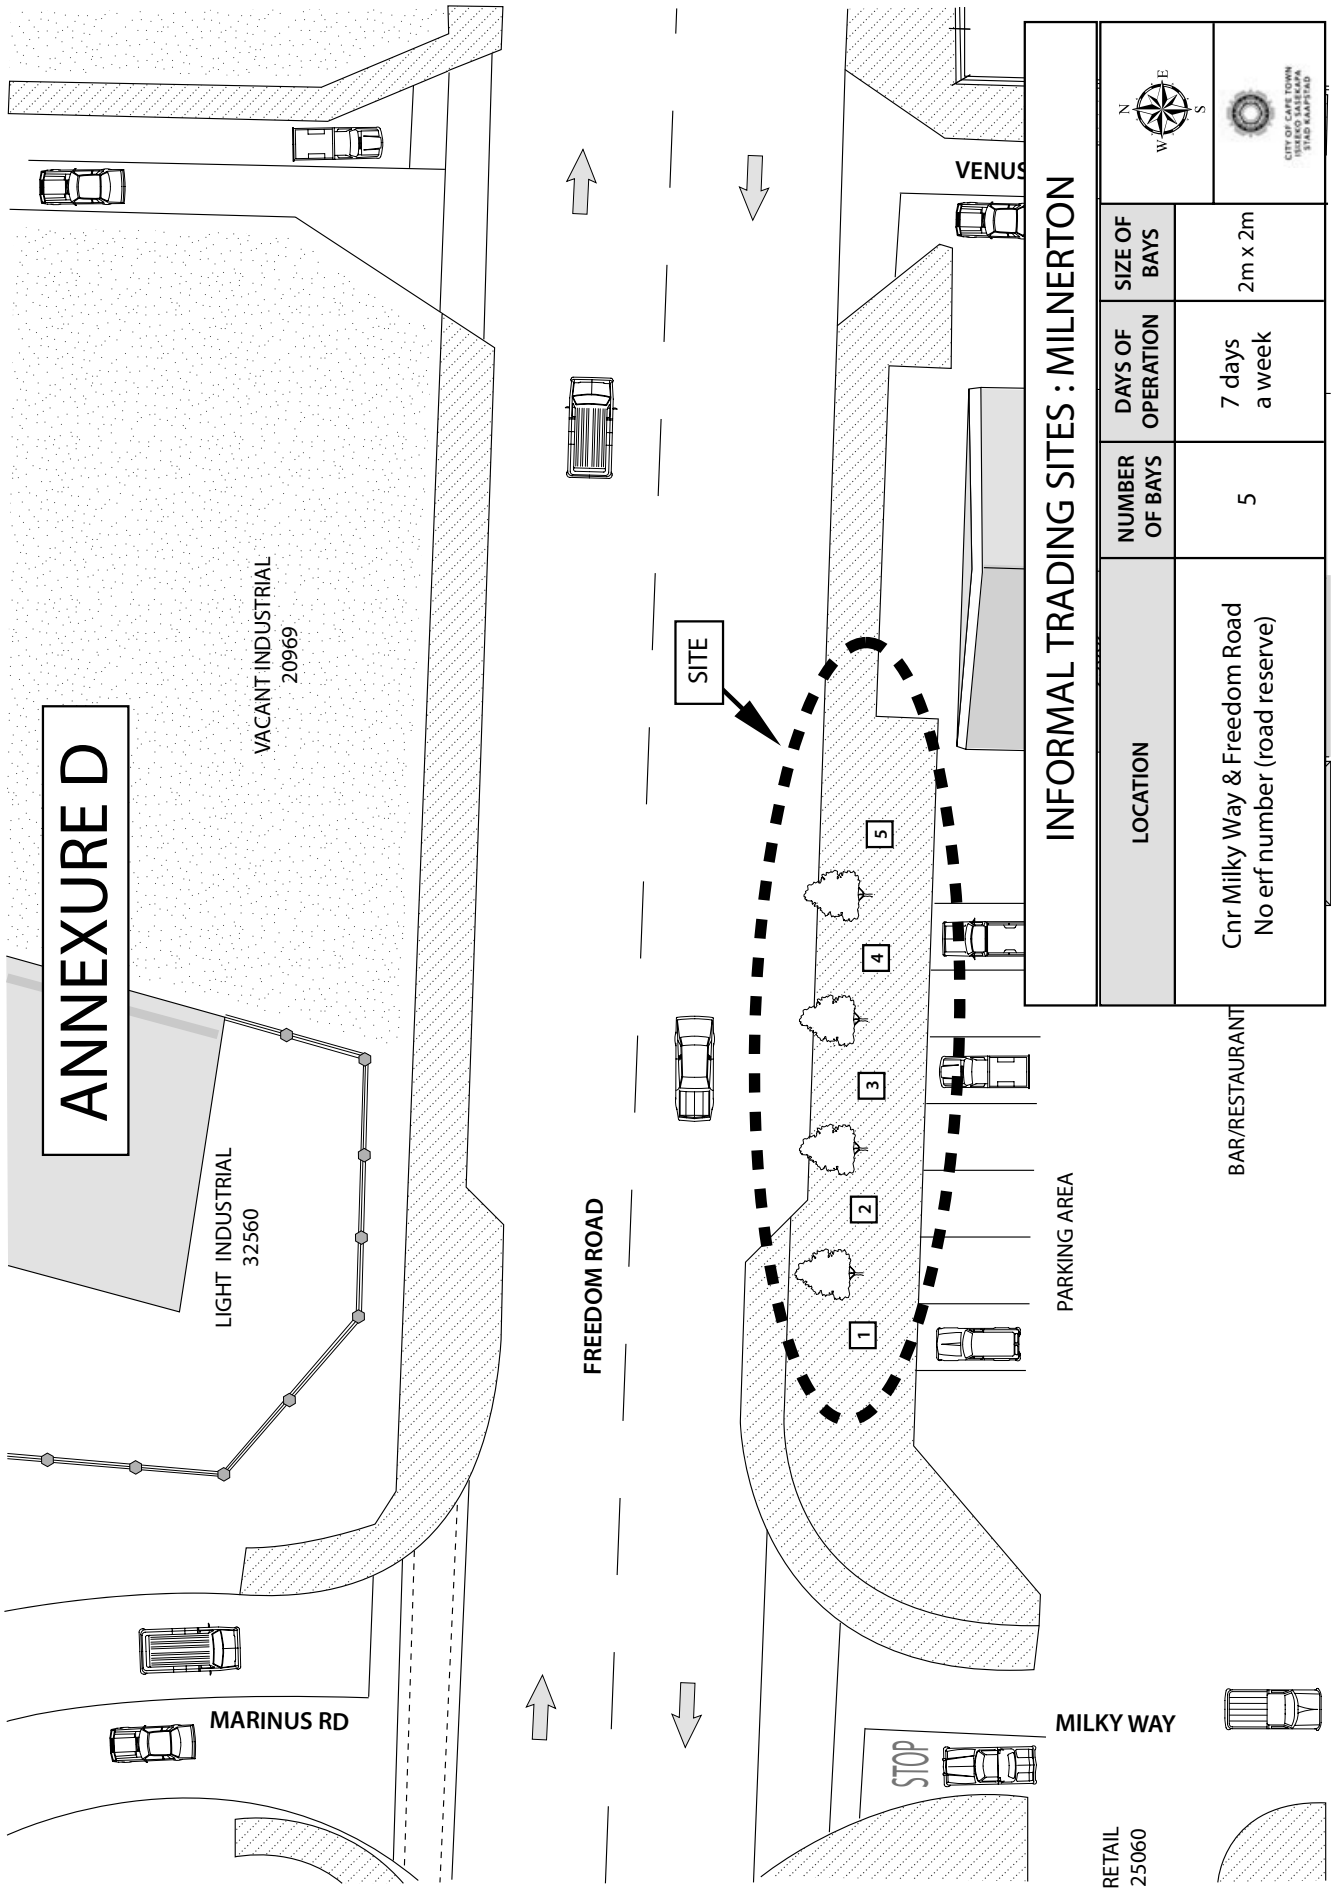 ANNEXURE D
VACANT INDUSTRIAL
20969
LIGHT INDUSTRIAL
32560
MARINUS RD
FREEDOM ROAD
SITE
1
2
3
4
5
STOP
MILKY WAY
VENUS
PARKING AREA
BAR/RESTAURANT
RETAIL
25060
INFORMAL TRADING SITES : MILNERTON
LOCATION
NUMBER
OF BAYS
DAYS OF
OPERATION
SIZE OF
BAYS
Cnr Milky Way & Freedom Road
No erf number (road reserve)
5
7 days
a week
2m x 2m
N
W
E
S
CITY OF CAPE TOWN
ISIXEKO SASEKAPA
STAD KAAPSTAD